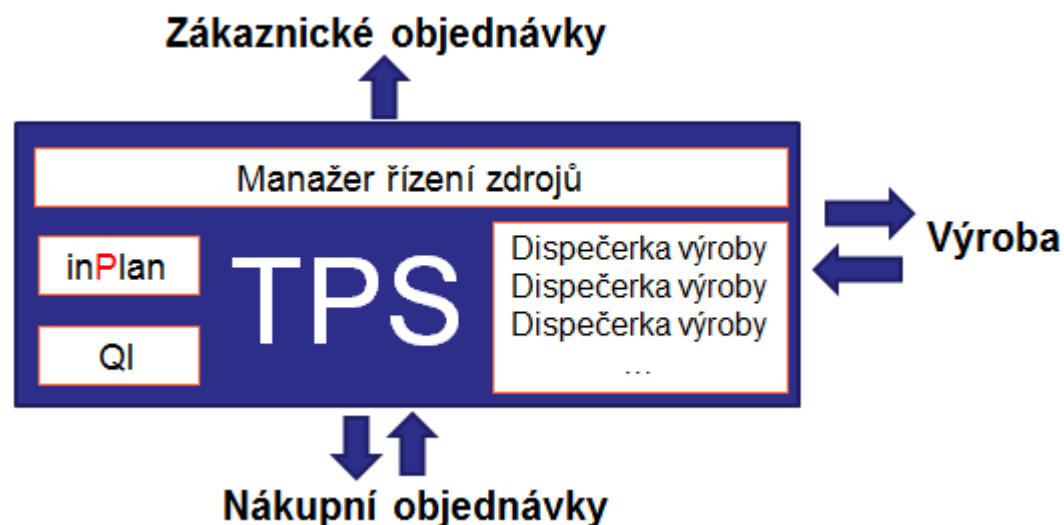 Zákaznické objednávky
Manažer řízení zdrojů
inPlan
QI
TPS
Dispečerka výroby
Dispečerka výroby
Dispečerka výroby
...
Výroba
Nákupní objednávky